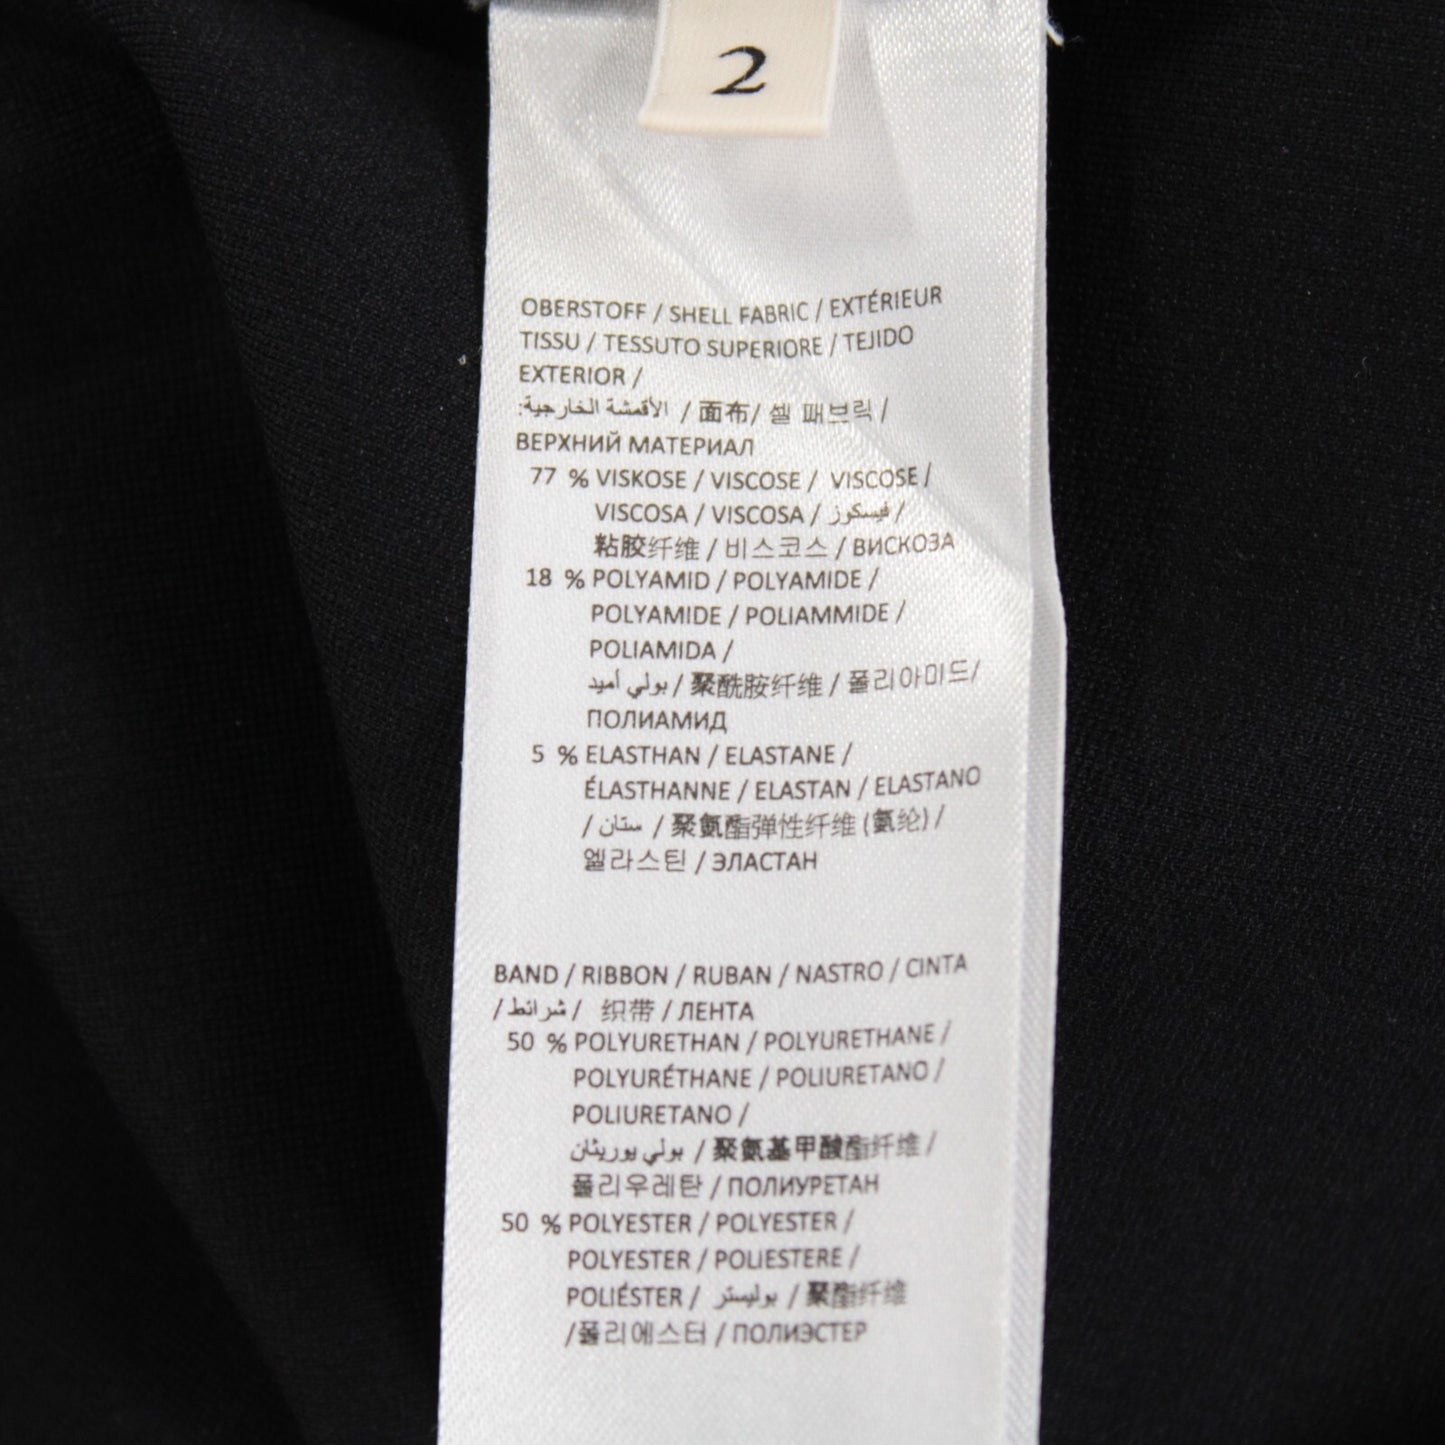 2
OBERSTOFF / SHELL FABRIC / EXTÉRIEUR
TISSU / TESSUTO SUPERIORE / TEJIDO
EXTERIOR /
الأقمشة الخارجية: / 面布/ 셸 패브릭 /
ВЕРХНИЙ МАТЕРИАЛ
77 % VISKOSE / VISCOSE / VISCOSE /
VISCOSA / VISCOSA / فيسكوز /
粘胶纤维 / 비스코스 / ВИСКОЗА
18 % POLYAMID / POLYAMIDE /
POLYAMIDE / POLIAMMIDE /
POLIAMIDA /
بولي أميد / 聚酰胺纤维 / 폴리아미드/
ПОЛИАМИД
5 % ELASTHAN / ELASTANE /
ÉLASTHANNE / ELASTAN / ELASTANO
/ ستان / 聚氨酯弹性纤维 (氨纶) /
엘라스틴 / ЭЛАСТАН
BAND / RIBBON / RUBAN / NASTRO / CINTA
/ شرائط / 织带 / ЛЕНТА
50 % POLYURETHAN / POLYURETHANE /
POLYURÉTHANE / POLIURETANO /
POLIURETANO /
بولي يوريثان / 聚氨基甲酸酯纤维 /
폴리우레탄 / ПОЛИУРЕТАН
50 % POLYESTER / POLYESTER /
POLYESTER / POLIESTERE /
POLIÉSTER / بوليستر / 聚酯纤维
/폴리에스터 / ПОЛИЭСТЕР